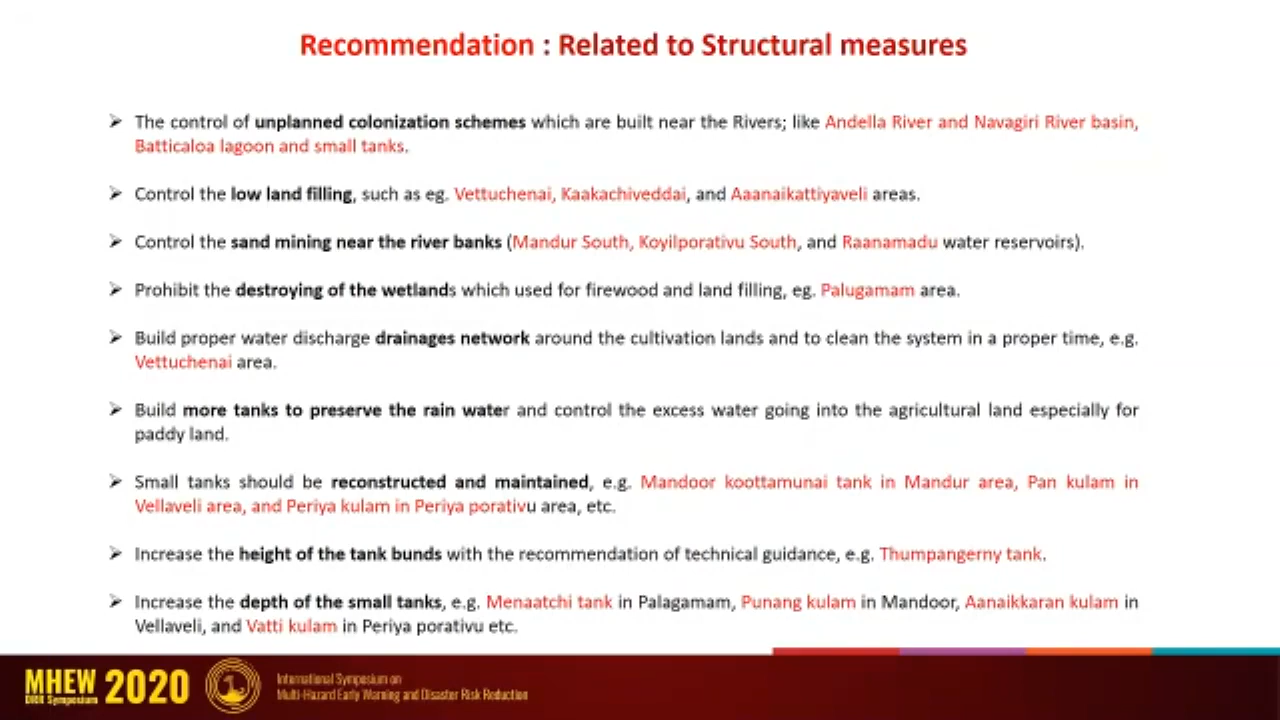 Recommendation : Related to Structural measures
➢ The control of unplanned colonization schemes which are built near the Rivers; like Andella River and Navagiri River basin,
Batticaloa lagoon and small tanks.
➢ Control the low land filling, such as eg. Vettuchenai, Kaakachiveddai, and Aaanaikattiyaveli areas.
➢ Control the sand mining near the river banks (Mandur South, Koyilporativu South, and Raanamadu water reservoirs).
➢ Prohibit the destroying of the wetlands which used for firewood and land filling, eg. Palugamam area.
➢ Build proper water discharge drainages network around the cultivation lands and to clean the system in a proper time, e.g.
Vettuchenai area.
➢ Build more tanks to preserve the rain water and control the excess water going into the agricultural land especially for
paddy land.
➢ Small tanks should be reconstructed and maintained, e.g. Mandoor koottamunai tank in Mandur area, Pan kulam in
Vellaveli area, and Periya kulam in Periya porativu area, etc.
➢ Increase the height of the tank bunds with the recommendation of technical guidance, e.g. Thumpangerny tank.
➢ Increase the depth of the small tanks, e.g. Menaatchi tank in Palagamam, Punang kulam in Mandoor, Aanaikkaran kulam in
Vellaveli, and Vatti kulam in Periya porativu etc.
MHEW 2020
DRR Symposium
International Symposium on
Multi-Hazard Early Warning and Disaster Risk Reduction